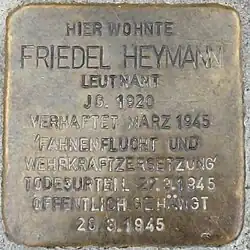 HIER WOHNTE
FRIEDEL HEYMANN
LEUTNANT
JG. 1920
VERHAFTET MÄRZ 1945
'FAHNENFLUCHT UND
WEHRKRAFTZERSETZUNG'
TODESURTEIL 27.3.1945
ÖFFENTLICH GEHÄNGT
28.3.1945